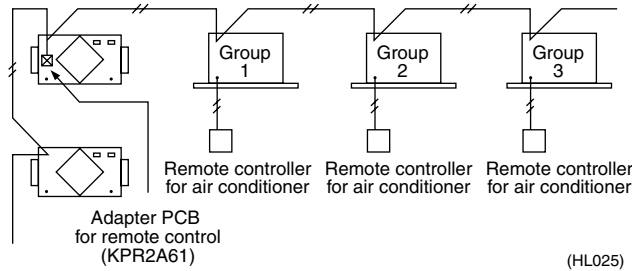 Group
1
Group
2
Group
3
Remote controller
for air conditioner
Remote controller
for air conditioner
Remote controller
for air conditioner
Adapter PCB
for remote control
(KPR2A61)
(HL025)